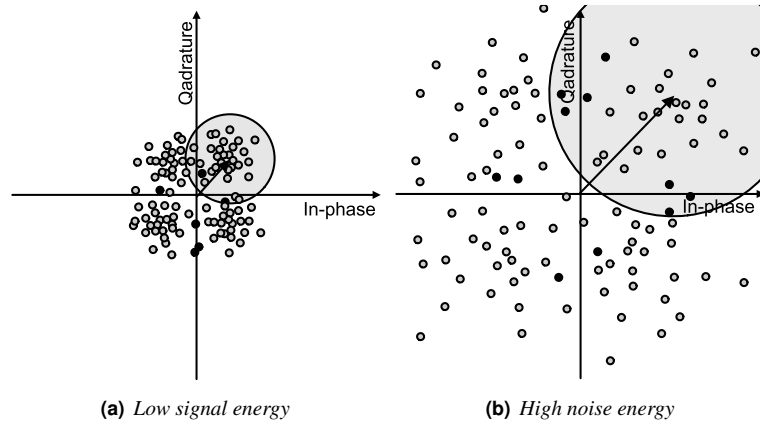 Qadrature
In-phase
Qadrature
In-phase
(a) Low signal energy
(b) High noise energy